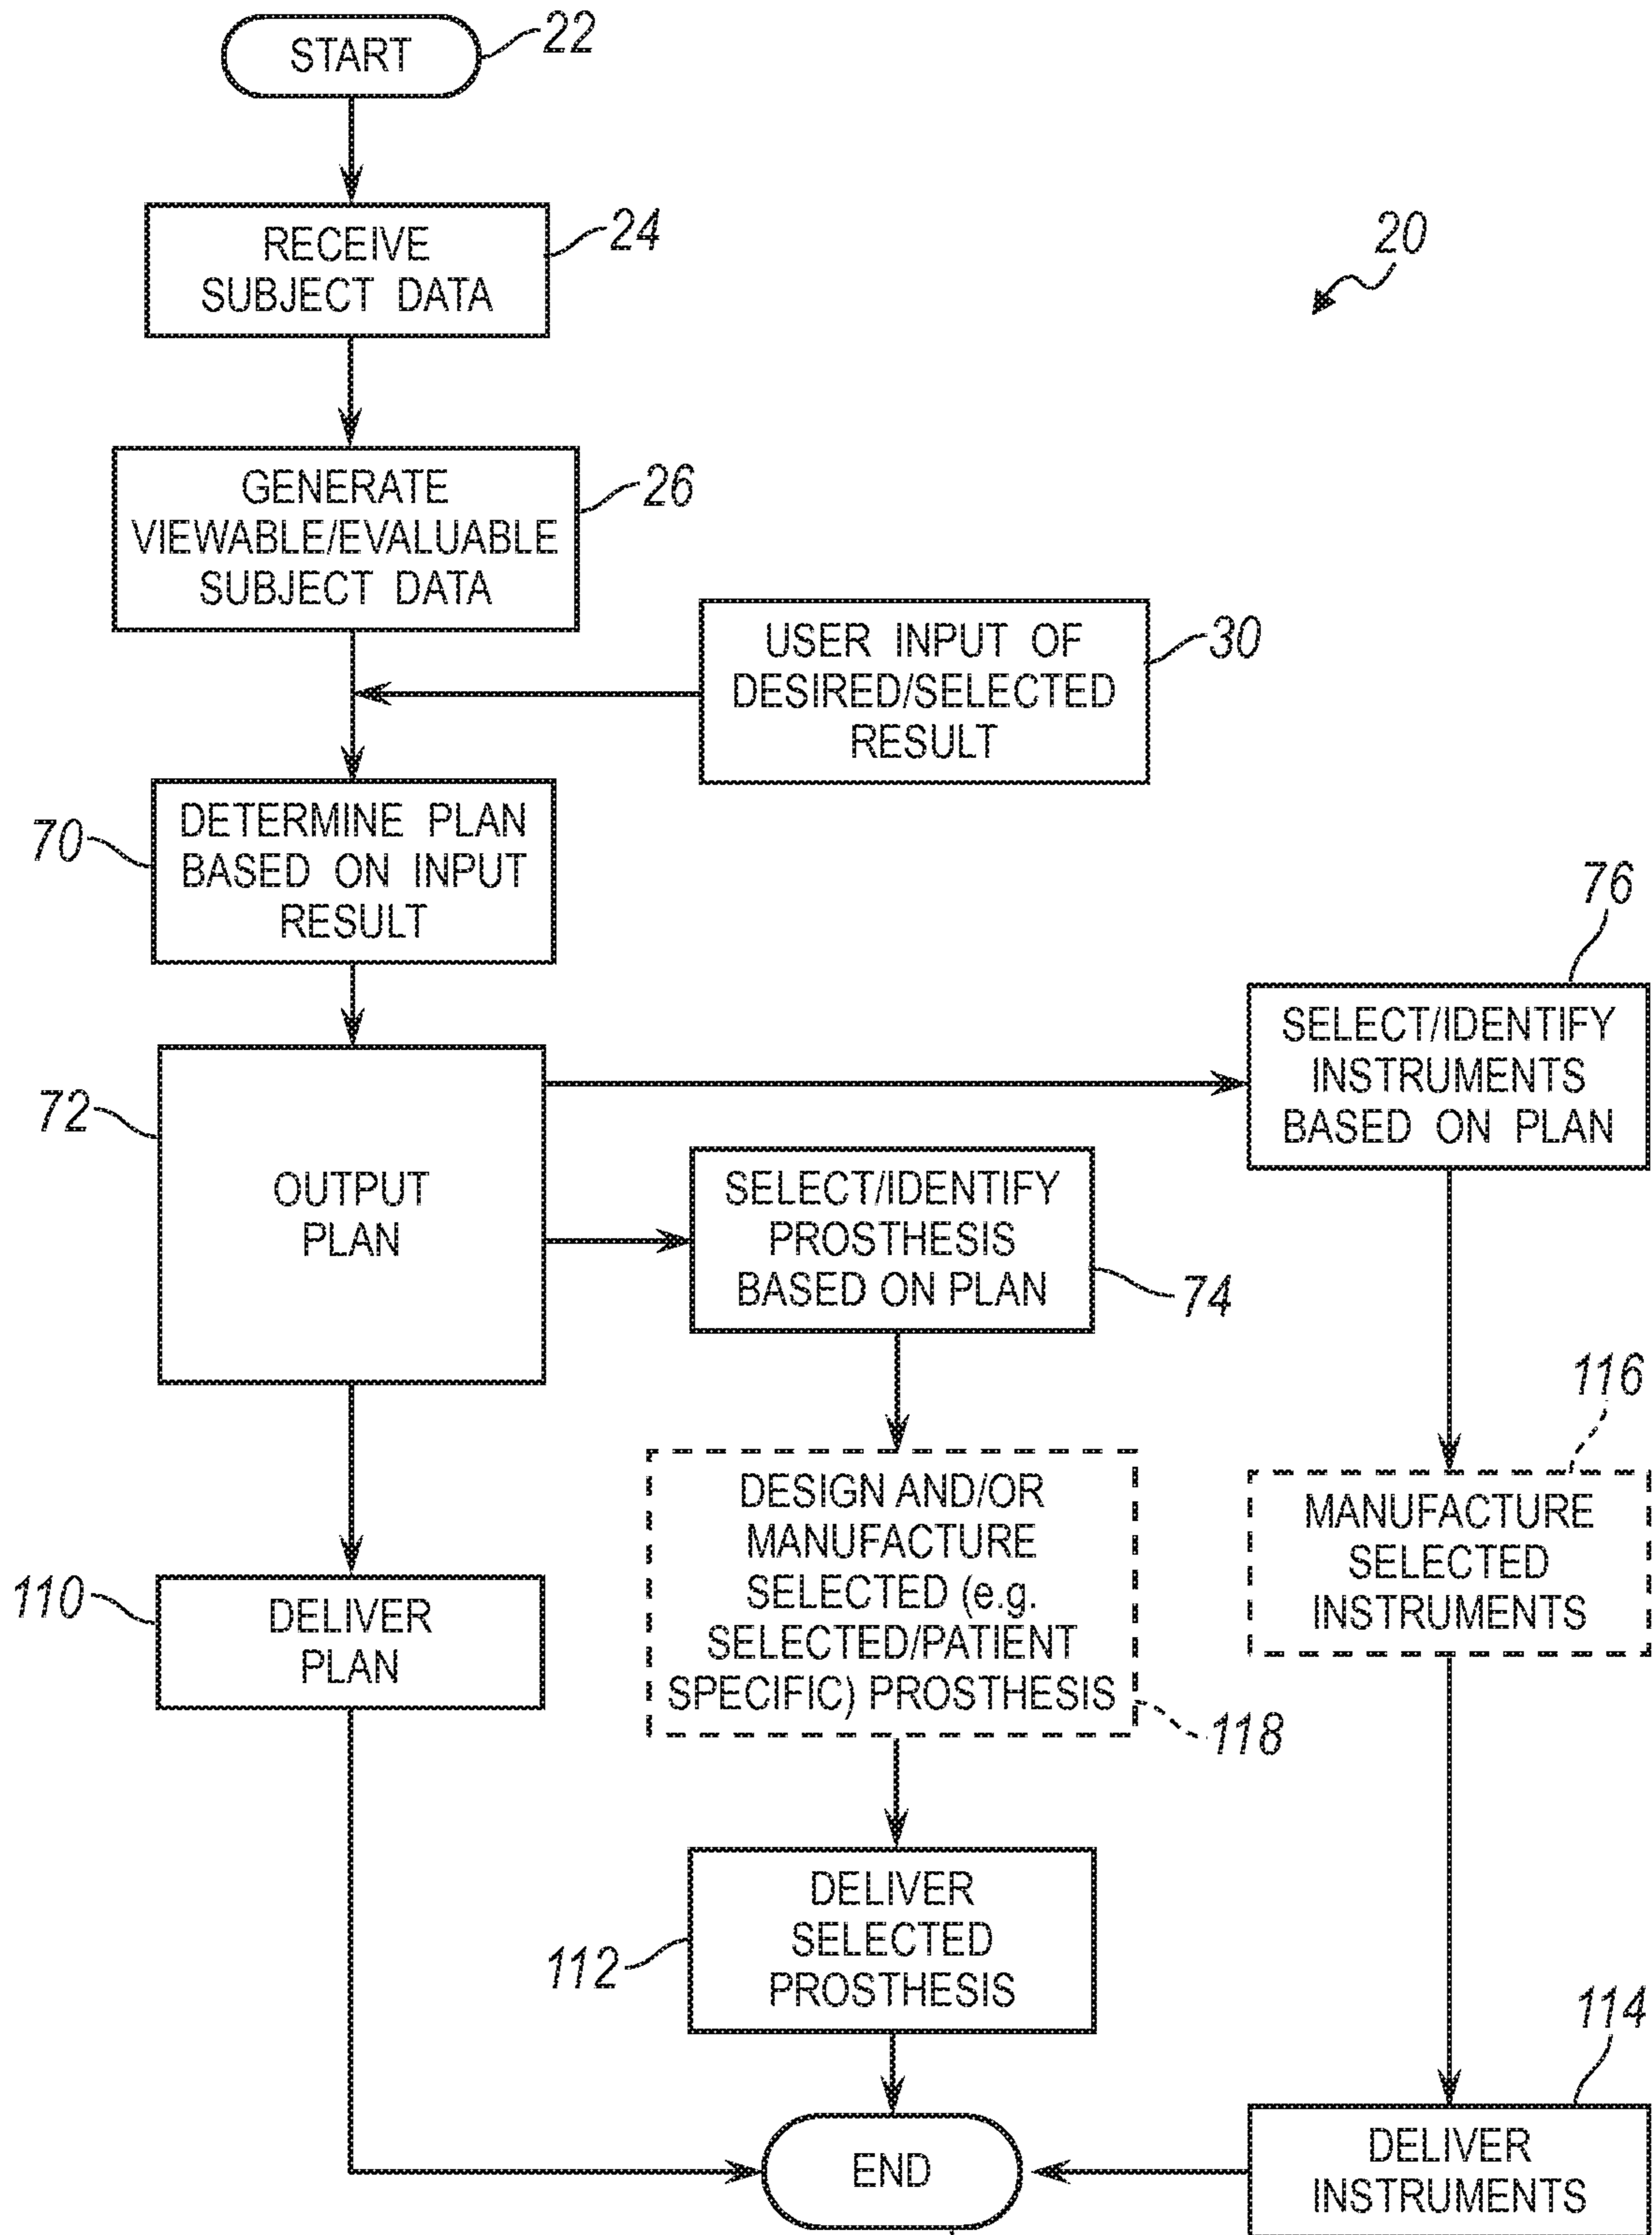 START
22
RECEIVE
SUBJECT DATA
24
20
GENERATE
VIEWABLE/EVALUABLE
SUBJECT DATA
26
USER INPUT OF
DESIRED/SELECTED
RESULT
30
70
DETERMINE PLAN
BASED ON INPUT
RESULT
76
SELECT/IDENTIFY
INSTRUMENTS
BASED ON PLAN
72
OUTPUT
PLAN
SELECT/IDENTIFY
PROSTHESIS
BASED ON PLAN
74
116
DESIGN AND/OR
MANUFACTURE
SELECTED (e.g.
SELECTED/PATIENT
SPECIFIC) PROSTHESIS
118
MANUFACTURE
SELECTED
INSTRUMENTS
110
DELIVER
PLAN
112
DELIVER
SELECTED
PROSTHESIS
114
END
DELIVER
INSTRUMENTS